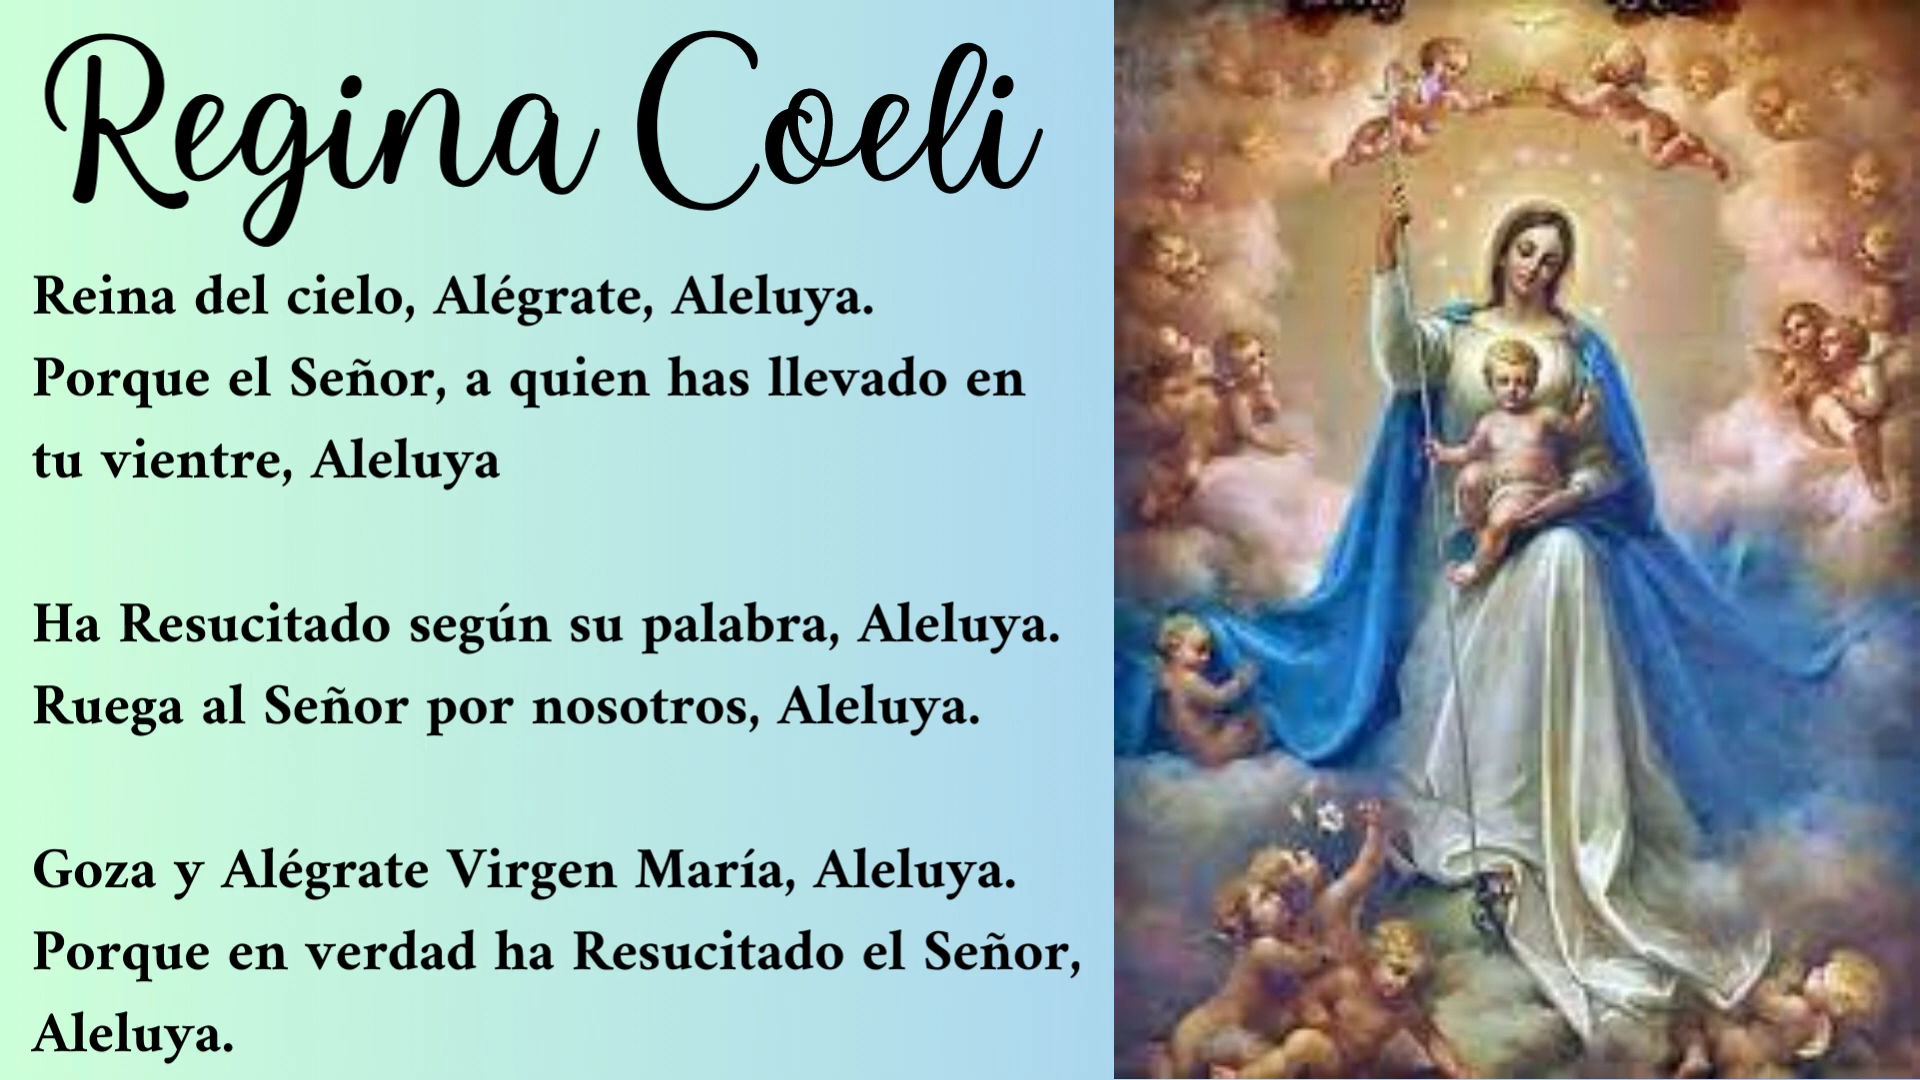 Regina Coeli
Reina del cielo, Alégrate, Aleluya.
Porque el Señor, a quien has llevado en
tu vientre, Aleluya
Ha Resucitado según su palabra, Aleluya.
Ruega al Señor por nosotros, Aleluya.
Goza y Alégrate Virgen María, Aleluya.
Porque en verdad ha Resucitado el Señor,
Aleluya.